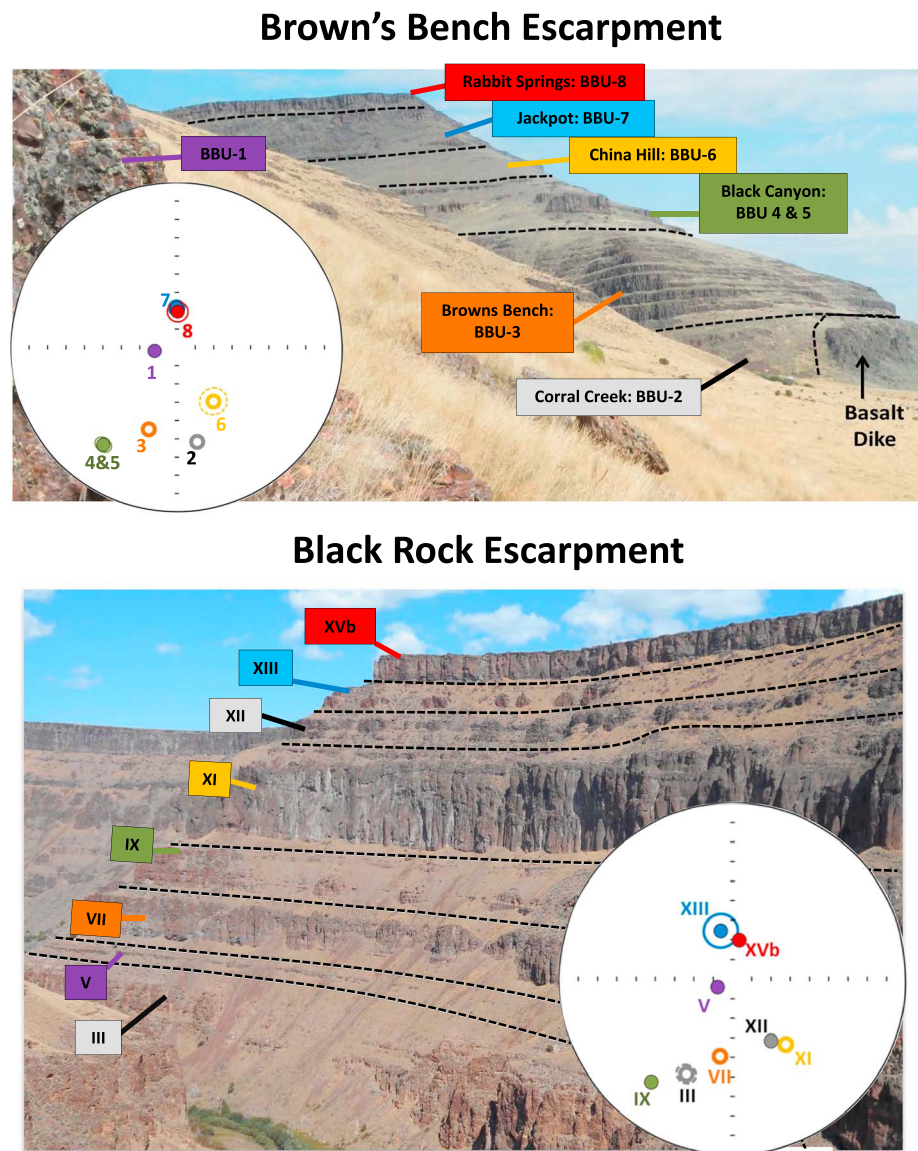 Brown's Bench Escarpment
Rabbit Springs: BBU-8
Jackpot: BBU-7
BBU-1
China Hill: BBU-6
Black Canyon:
BBU 4 & 5
7
8
Browns Bench:
BBU-3
1
Corral Creek: BBU-2
6
Basalt
Dike
3
2
4&5
Black Rock Escarpment
XVb
XIII
XII
XI
IX
XIII
VII
XVb
V
V
XII
III
XI
VII
IX
III